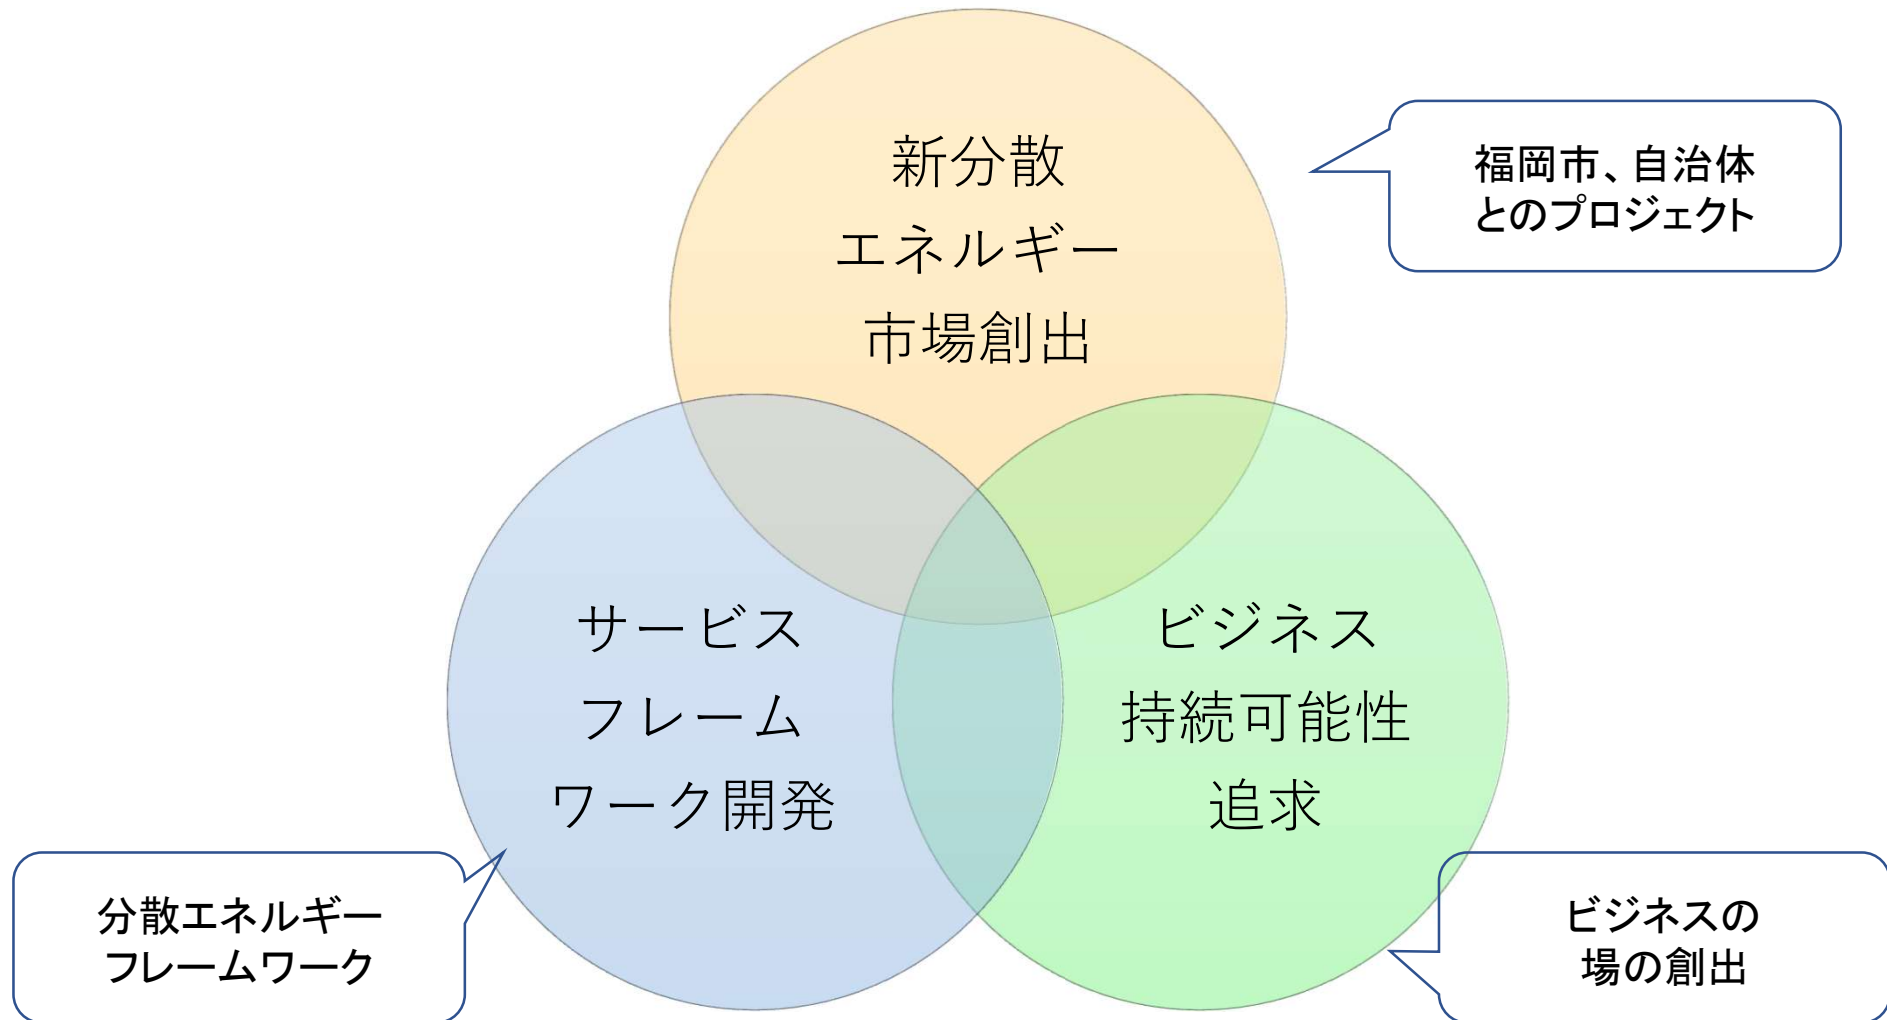 新分散
エネルギー
市場創出
福岡市、自治体
とのプロジェクト
サービス
フレーム
ワーク開発
ビジネス
持続可能性
追求
分散エネルギー
フレームワーク
ビジネスの
場の創出